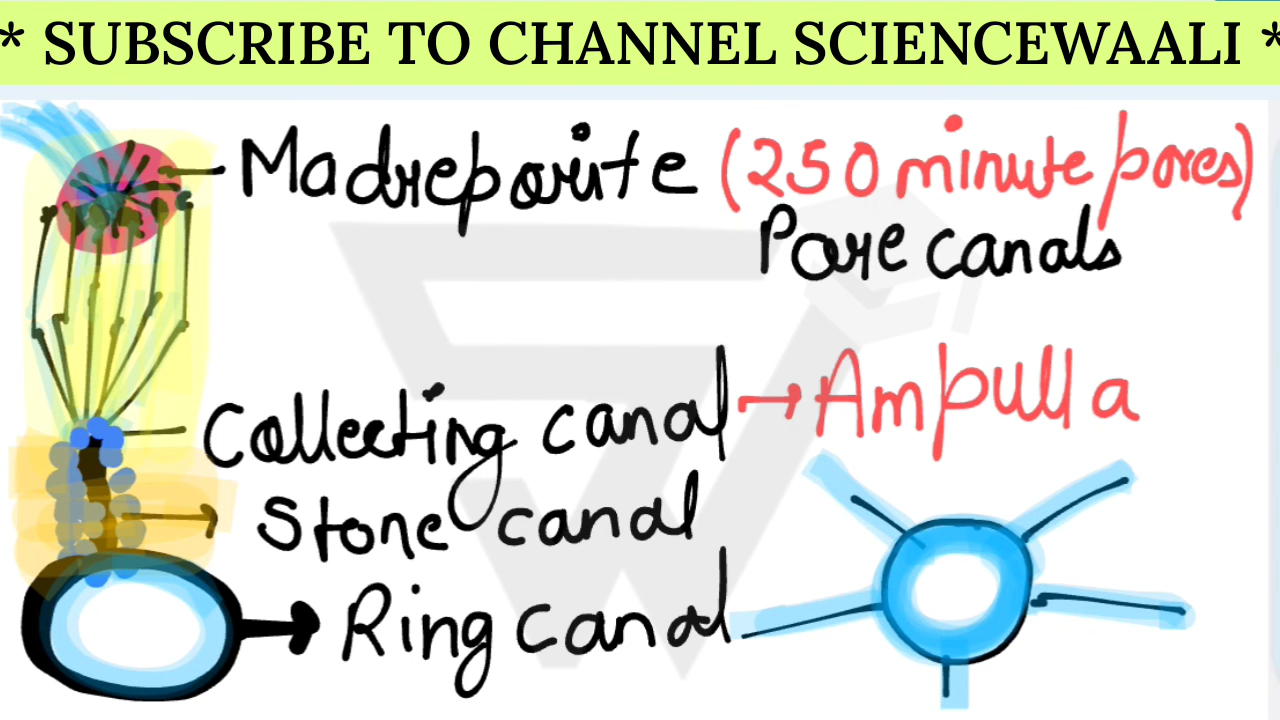 * SUBSCRIBE TO CHANNEL SCIENCEWAALI *
Madreporite (250 minute pores)
Pore canals
Collecting canal → Ampulla
Stone canal
Ring canal